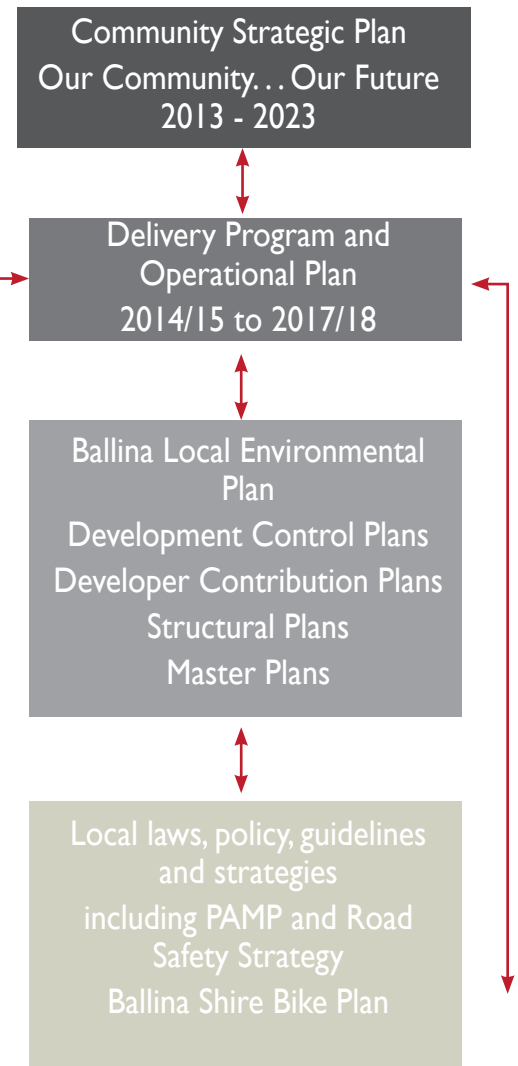 Community Strategic Plan
Our Community... Our Future
2013 - 2023
Delivery Program and
Operational Plan
2014/15 to 2017/18
Ballina Local Environmental
Plan
Development Control Plans
Developer Contribution Plans
Structural Plans
Master Plans
Local laws, policy, guidelines
and strategies
including PAMP and Road
Safety Strategy
Ballina Shire Bike Plan